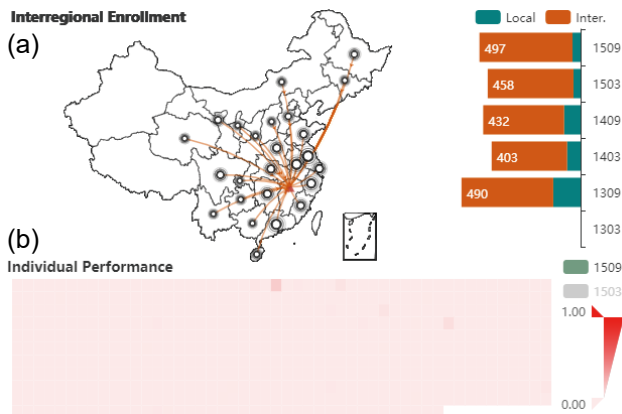 Interregional Enrollment
Local Inter.
(a)
497 1509
458 1503
432 1409
403 1403
490 1309
1303
(b)
Individual Performance
1509
1503
1.00
0.00